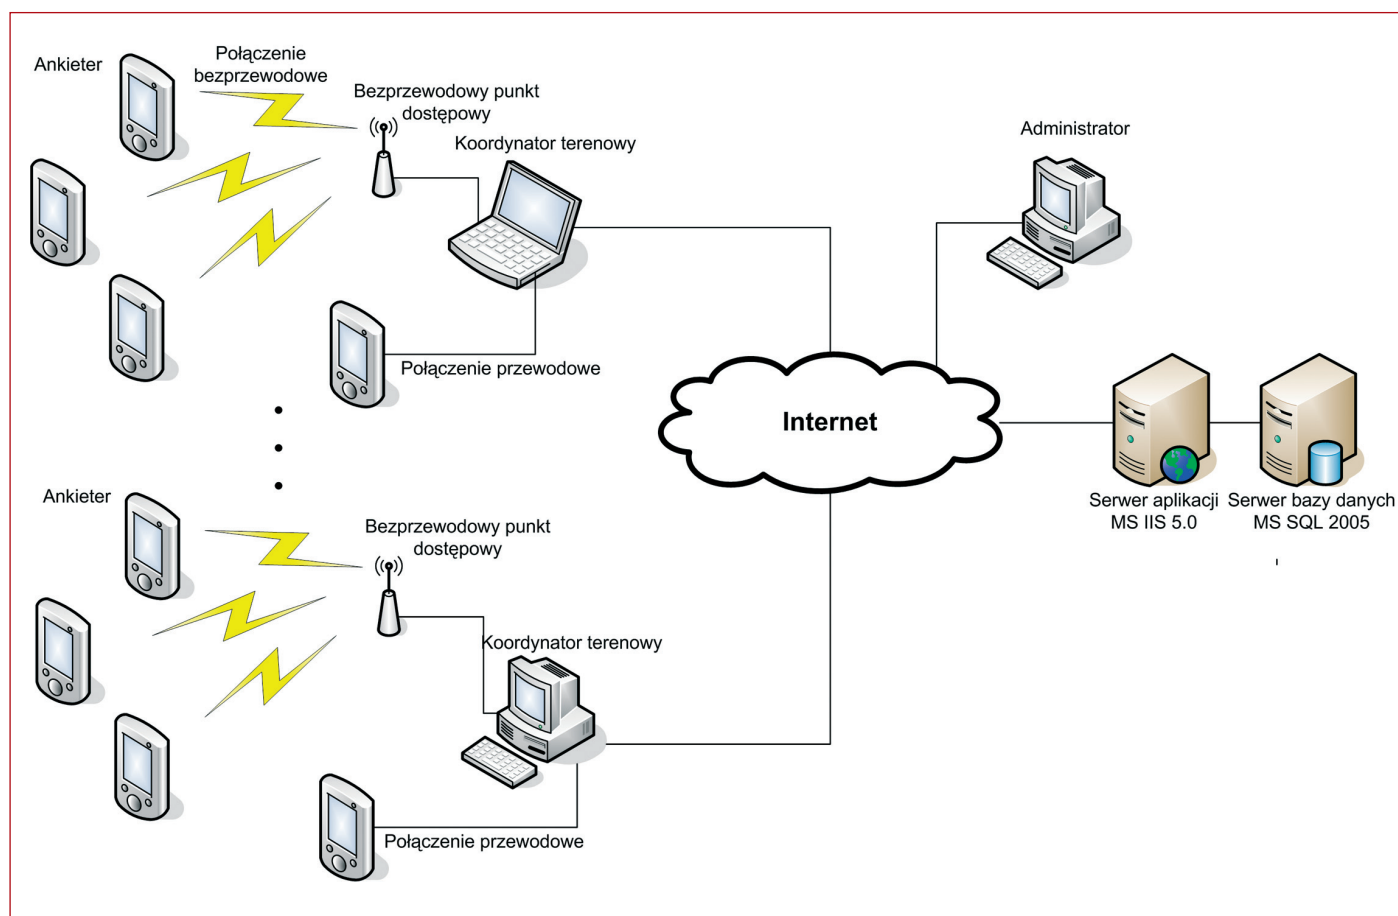 Ankieter
Połączenie
bezprzewodowe
Bezprzewodowy punkt
dostępowy
Koordynator terenowy
Administrator
Połączenie przewodowe
Internet
Serwer aplikacji
MS IIS 5.0
Serwer bazy danych
MS SQL 2005
Ankieter
Bezprzewodowy punkt
dostępowy
Koordynator terenowy
Połączenie przewodowe